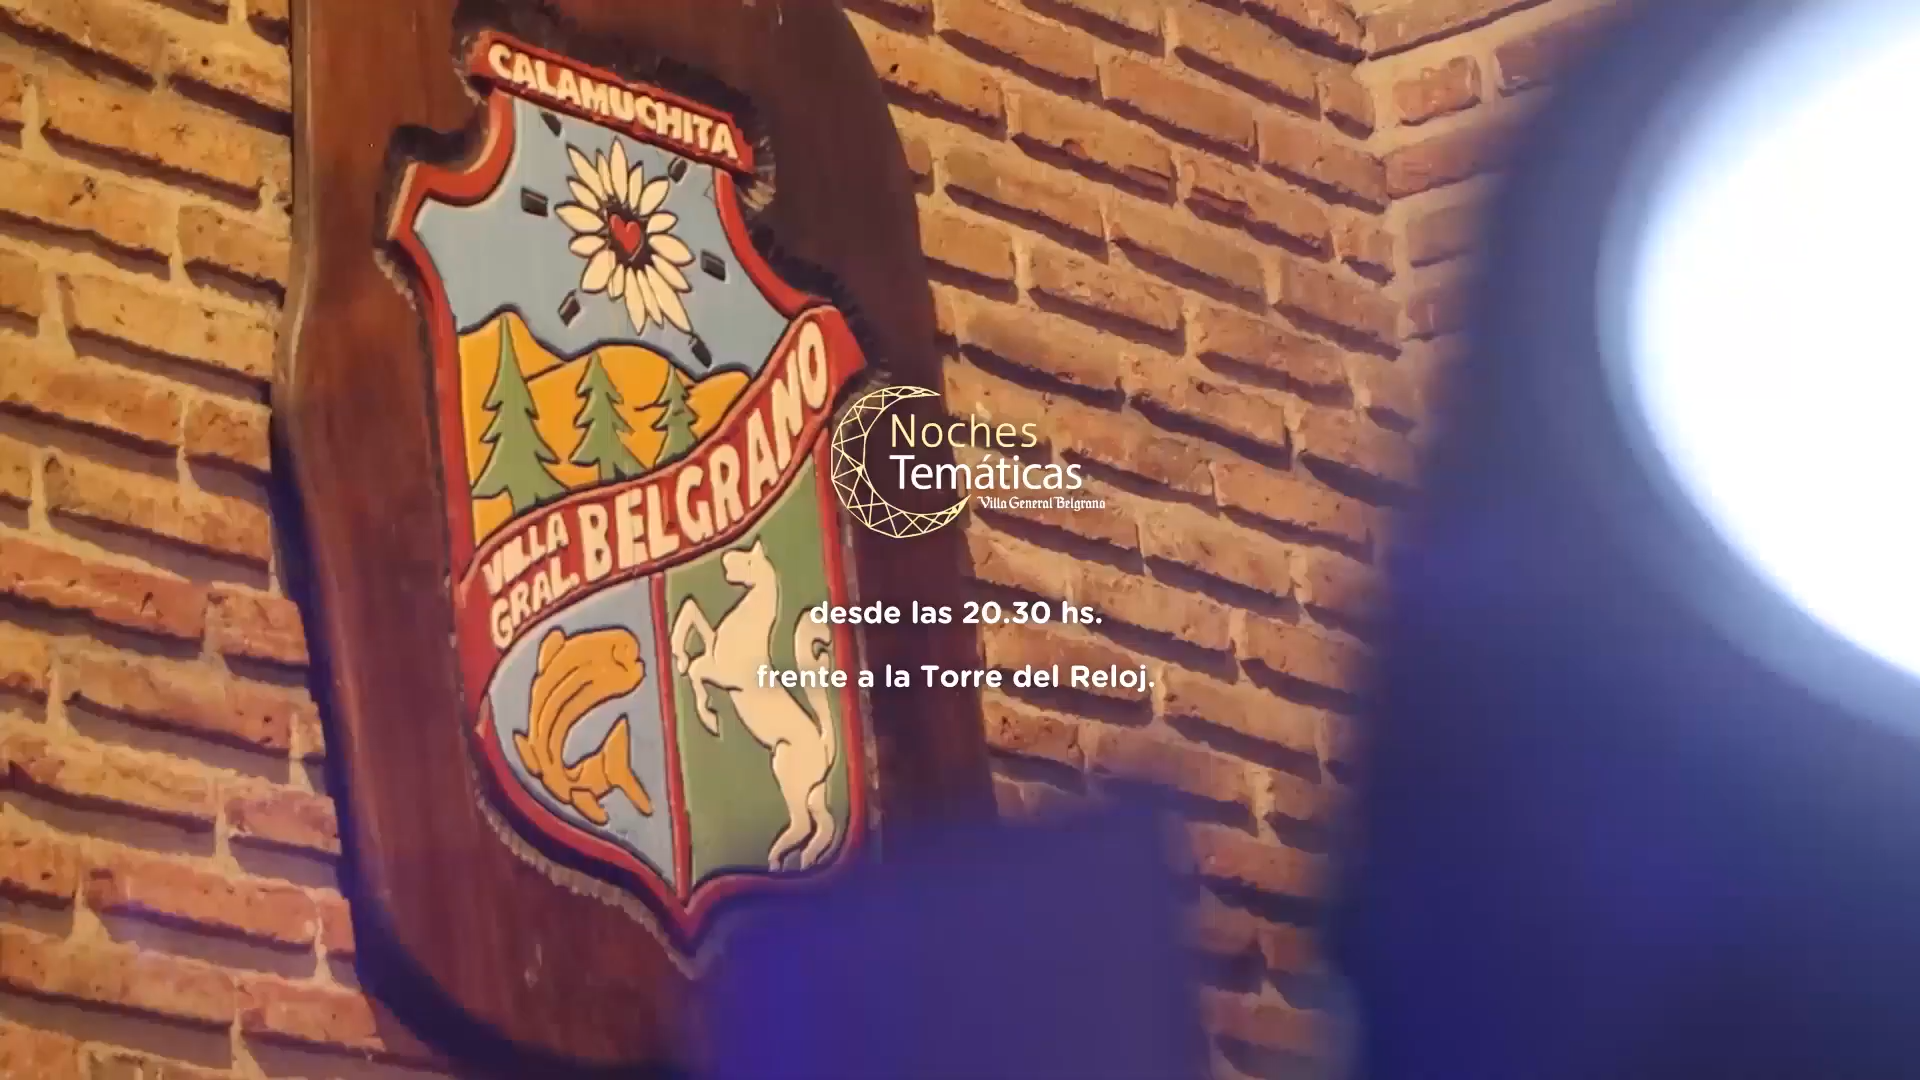 CALAMUCHITA
VILLA
GRAL. BELGRANO
Noches
Temáticas
Villa General Belgrano
desde las 20.30 hs.
frente a la Torre del Reloj.